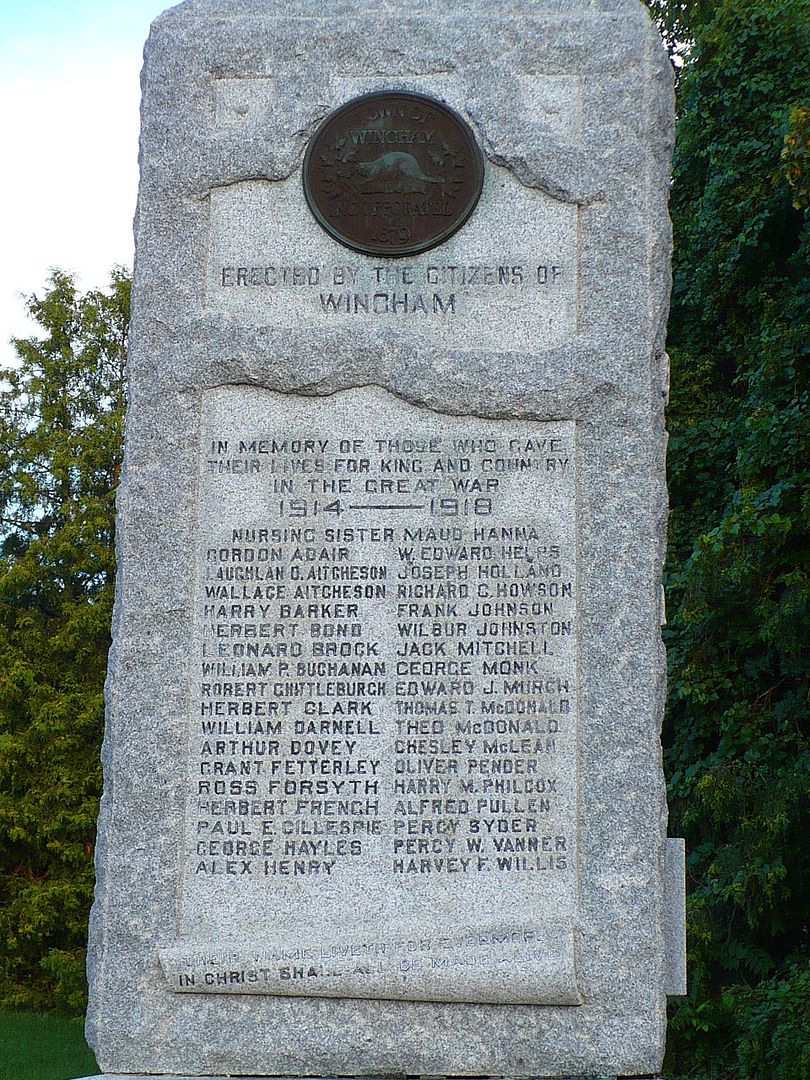 TOWN OF
WINGHAM
INCORPORATED
1879
ERECTED BY THE CITIZENS OF
WINGHAM
IN MEMORY OF THOSE WHO GAVE
THEIR LIVES FOR KING AND COUNTRY
IN THE GREAT WAR
1914 — 1918
NURSING SISTER MAUD HANNA
GORDON ADAIR
LAUGHLAN D. AITCHESON
WALLACE AITCHESON
HARRY BARKER
HERBERT BOND
LEONARD BROCK
WILLIAM P. BUCHANAN
ROBERT CHITTLEBURGH
HERBERT CLARK
WILLIAM DARNELL
ARTHUR DOVEY
GRANT FETTERLEY
ROSS FORSYTH
HERBERT FRENCH
PAUL E. GILLESPIE
GEORGE HAYLES
ALEX HENRY
W. EDWARD HELPS
JOSEPH HOLLAND
RICHARD C. HOWSON
FRANK JOHNSON
WILBUR JOHNSTON
JACK MITCHELL
GEORGE MONK
EDWARD J. MURCH
THOMAS T. McDONALD
THEO McDONALD
CHESLEY McLEAN
OLIVER PENDER
HARRY M. PHILCOX
ALFRED PULLEN
PERCY SYDER
PERCY W. VANNER
HARVEY F. WILLIS
THEIR NAME LIVETH FOR EVERMORE
IN CHRIST SHALL ALL BE MADE ALIVE